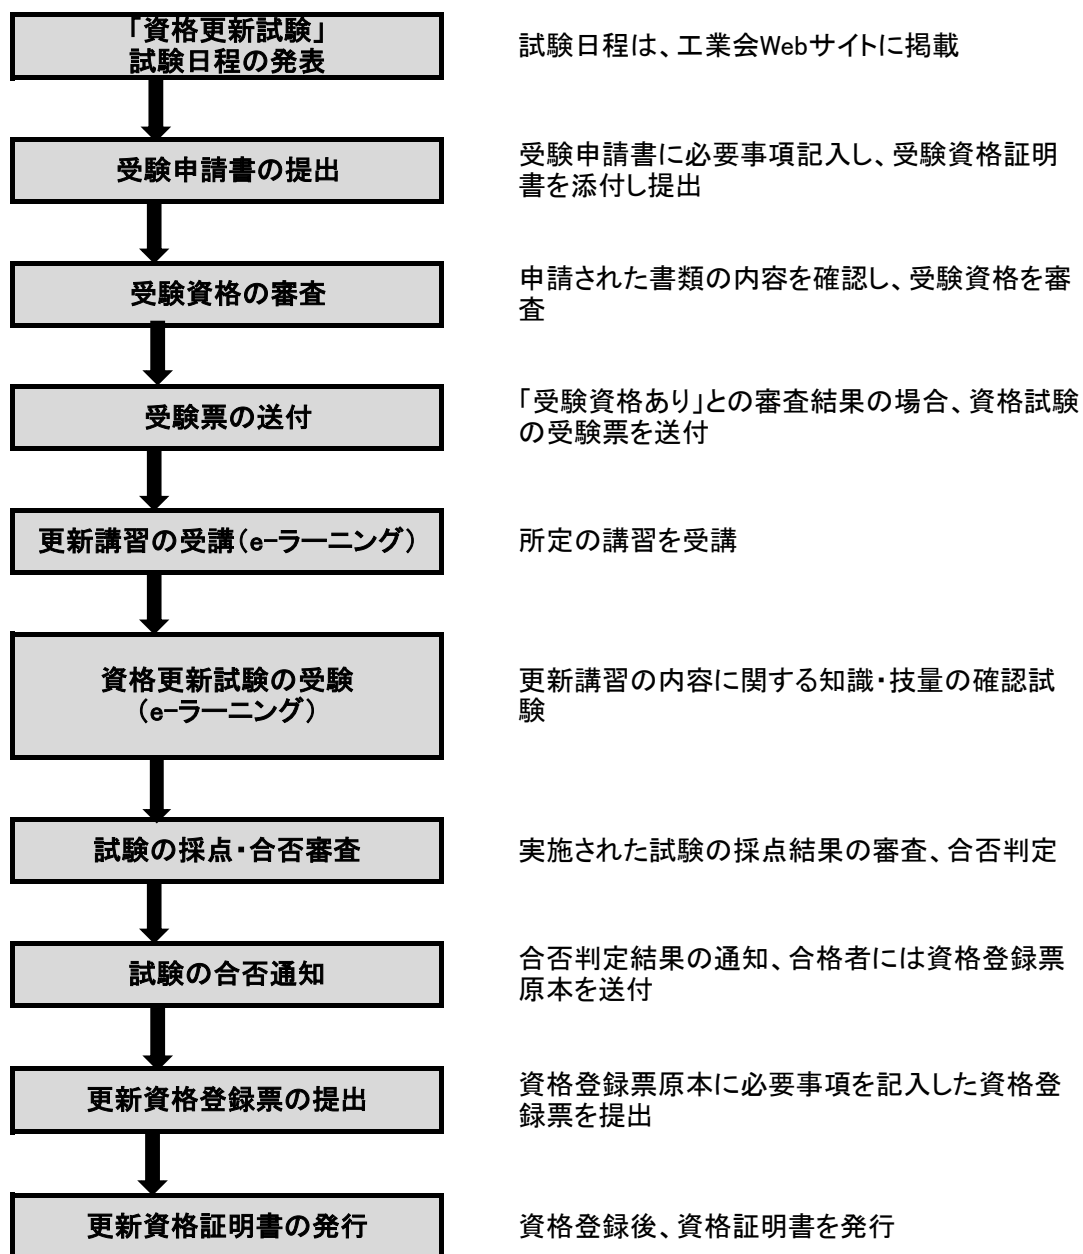 「資格更新試験」
試験日程の発表
試験日程は、工業会Webサイトに掲載
受験申請書の提出
受験申請書に必要事項記入し、受験資格証明
書を添付し提出
受験資格の審査
申請された書類の内容を確認し、受験資格を審
査
受験票の送付
「受験資格あり」との審査結果の場合、資格試験
の受験票を送付
更新講習の受講(e-ラーニング)
所定の講習を受講
資格更新試験の受験
(e-ラーニング)
更新講習の内容に関する知識・技量の確認試
験
試験の採点・合否審査
実施された試験の採点結果の審査、合否判定
試験の合否通知
合否判定結果の通知、合格者には資格登録票
原本を送付
更新資格登録票の提出
資格登録票原本に必要事項を記入した資格登
録票を提出
更新資格証明書の発行
資格登録後、資格証明書を発行